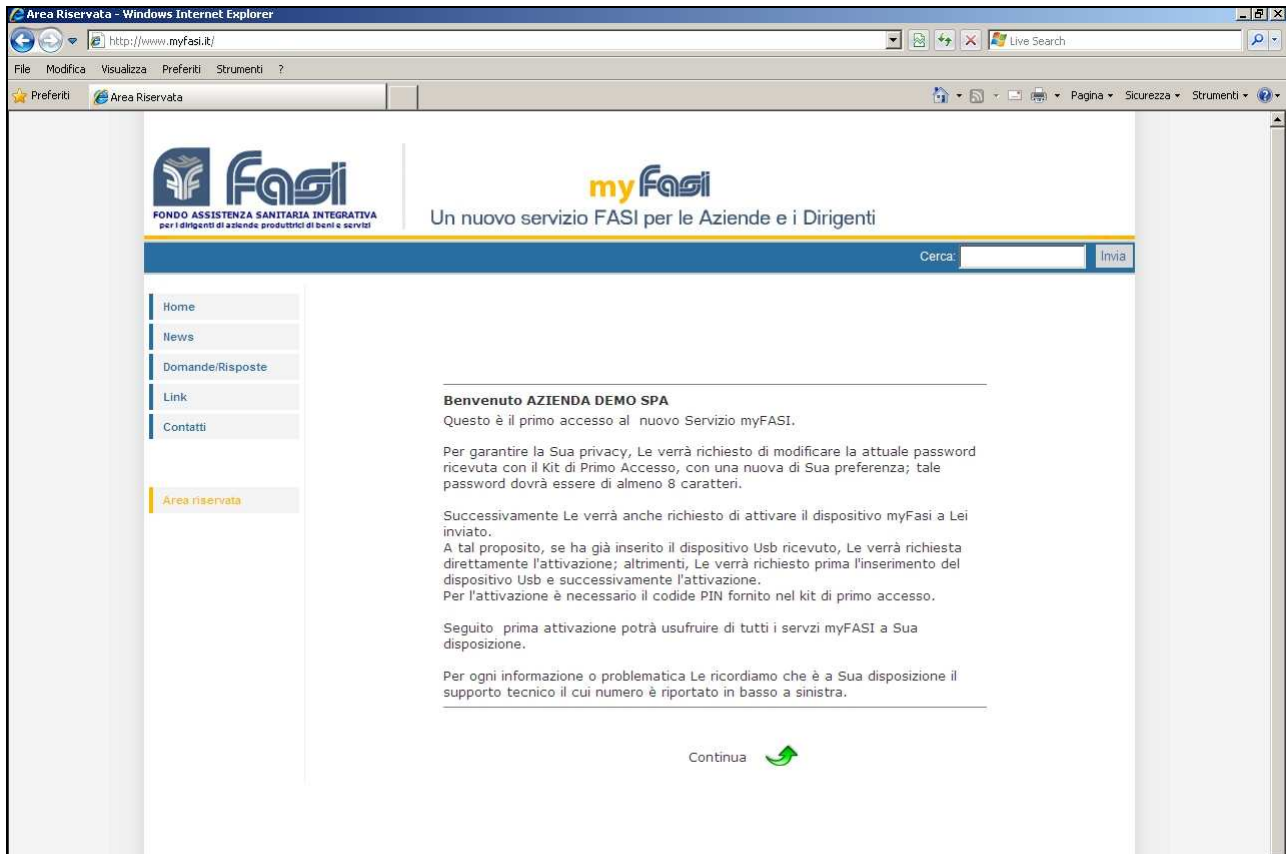 Area Riservata - Windows Internet Explorer
http://www.myfasi.it/
Live Search
File Modifica Visualizza Preferiti Strumenti ?
Preferiti Area Riservata Pagina Sicurezza Strumenti
Fasi
FONDO ASSISTENZA SANITARIA INTEGRATIVA
per i dirigenti di aziende produttrici di beni e servizi
my Fasi
Un nuovo servizio FASI per le Aziende e i Dirigenti
Cerca: Invia
Home
News
Domande/Risposte
Link
Contatti
Area riservata
Benvenuto AZIENDA DEMO SPA
Questo è il primo accesso al nuovo Servizio myFASI.
Per garantire la Sua privacy, Le verrà richiesto di modificare la attuale password
ricevuta con il Kit di Primo Accesso, con una nuova di Sua preferenza; tale
password dovrà essere di almeno 8 caratteri.
Successivamente Le verrà anche richiesto di attivare il dispositivo myFasi a Lei
inviato.
A tal proposito, se ha già inserito il dispositivo Usb ricevuto, Le verrà richiesta
direttamente l'attivazione; altrimenti, Le verrà richiesto prima l'inserimento del
dispositivo Usb e successivamente l'attivazione.
Per l'attivazione è necessario il codide PIN fornito nel kit di primo accesso.
Seguito prima attivazione potrà usufruire di tutti i servzi myFASI a Sua
disposizione.
Per ogni informazione o problematica Le ricordiamo che è a Sua disposizione il
supporto tecnico il cui numero è riportato in basso a sinistra.
Continua